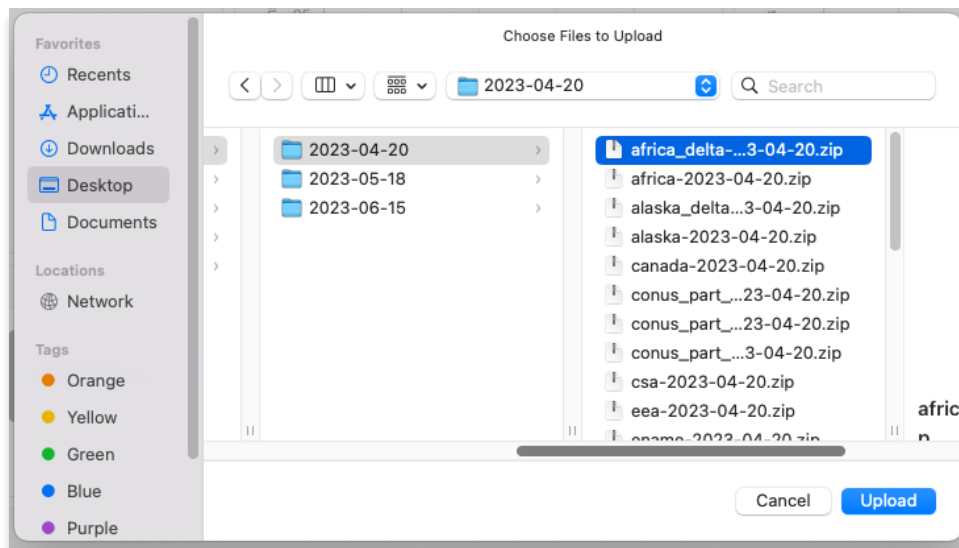 Choose Files to Upload
Favorites
Recents
Applicati...
Downloads
Desktop
Documents
Locations
Network
Tags
Orange
Yellow
Green
Blue
Purple
2023-04-20
Search
2023-04-20
2023-05-18
2023-06-15
africa_delta-...3-04-20.zip
africa-2023-04-20.zip
alaska_delta...3-04-20.zip
alaska-2023-04-20.zip
canada-2023-04-20.zip
conus_part_...23-04-20.zip
conus_part_...23-04-20.zip
conus_part_...3-04-20.zip
csa-2023-04-20.zip
eea-2023-04-20.zip
afric
Cancel
Upload